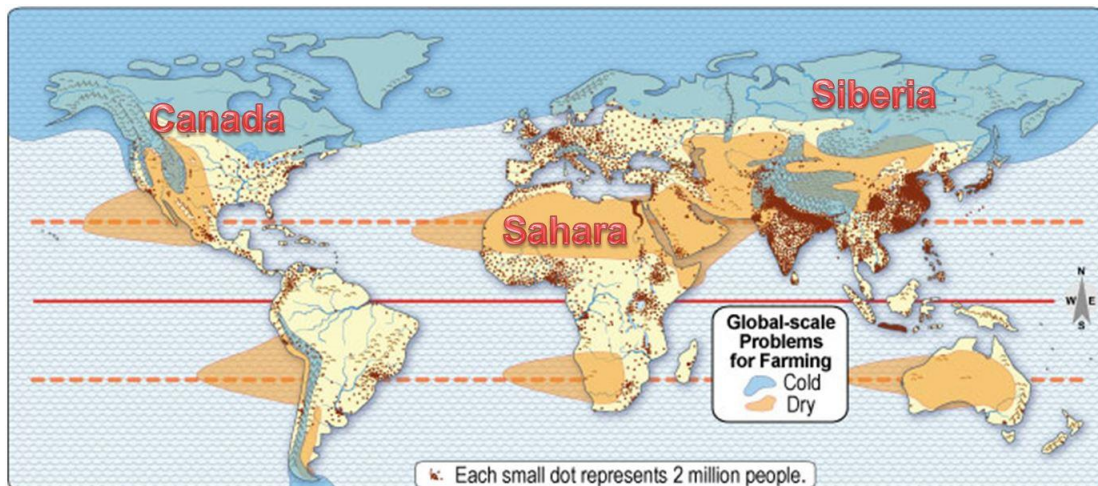 Canada
Siberia
Sahara
N
W E
S
Global-scale
Problems
for Farming
Cold
Dry
Each small dot represents 2 million people.